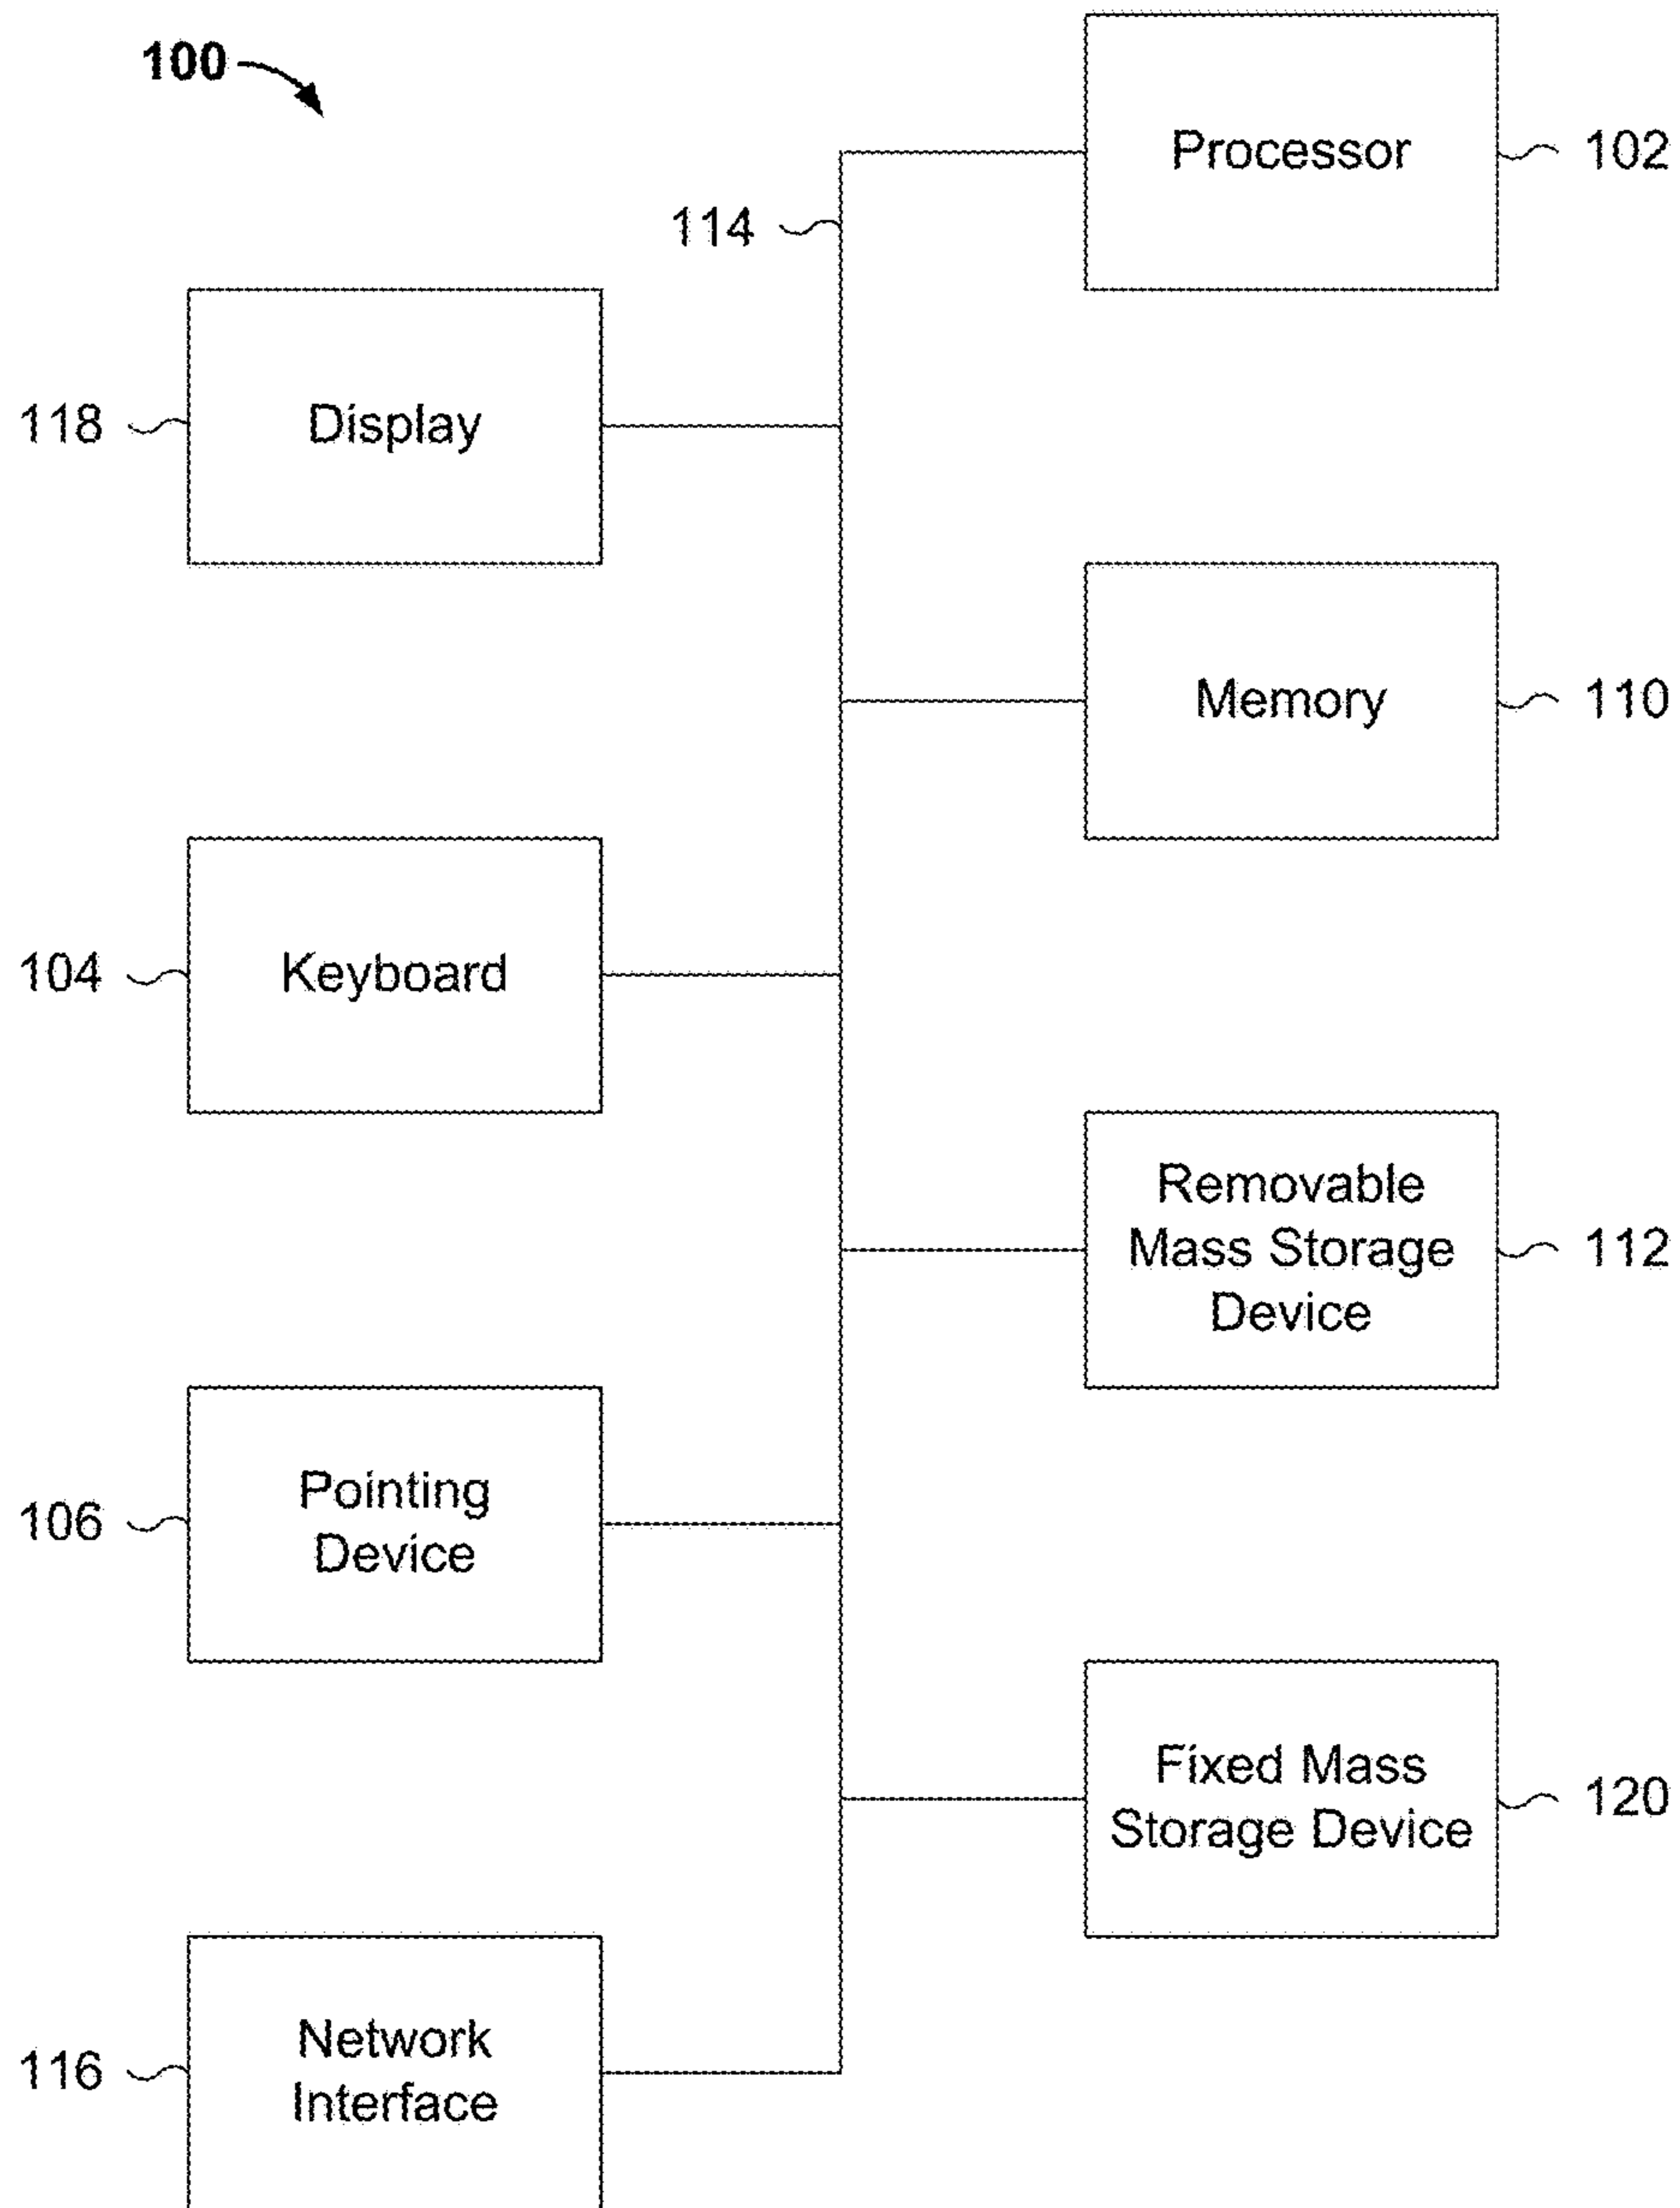 100
Processor
102
114
118
Display
Memory
110
104
Keyboard
Removable
Mass Storage
Device
112
106
Pointing
Device
Fixed Mass
Storage Device
120
116
Network
Interface